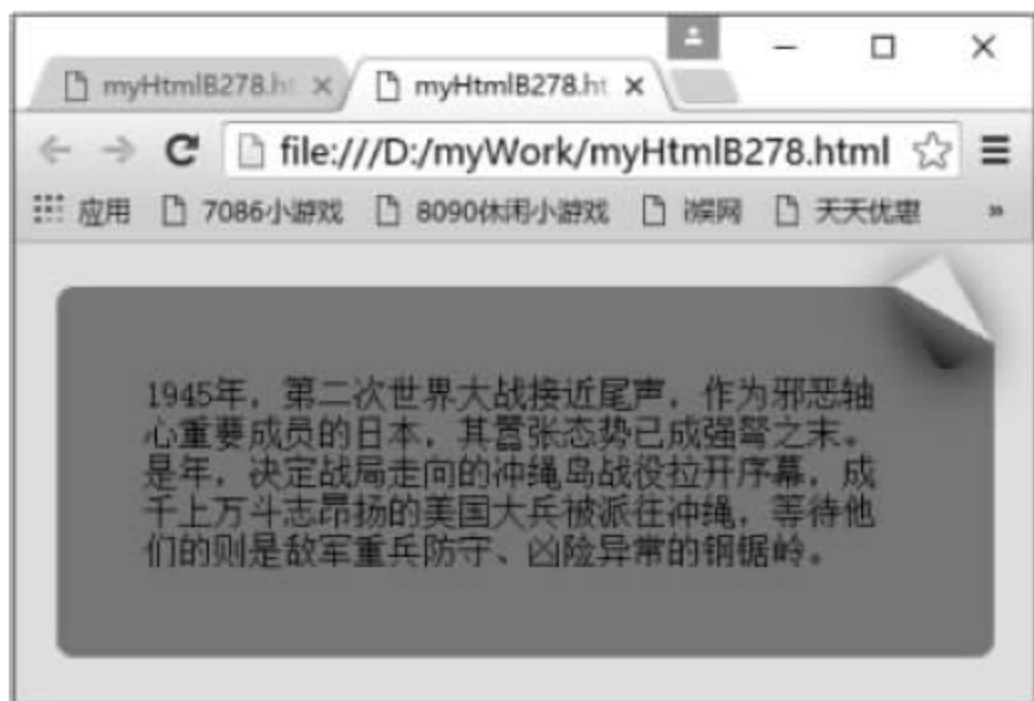 myHtmlB278.ht
myHtmlB278.ht
file:///D:/myWork/myHtmlB278.html
应用 7086小游戏 8090休闲小游戏 天天优惠 »
1945年，第二次世界大战接近尾声，作为邪恶轴
心重要成员的日本，其嚣张态势已成强弩之末。
是年，决定战局走向的冲绳岛战役拉开序幕，成
千上万斗志昂扬的美国大兵被派往冲绳，等待他
们的则是敌军重兵防守、凶险异常的钢锯岭。